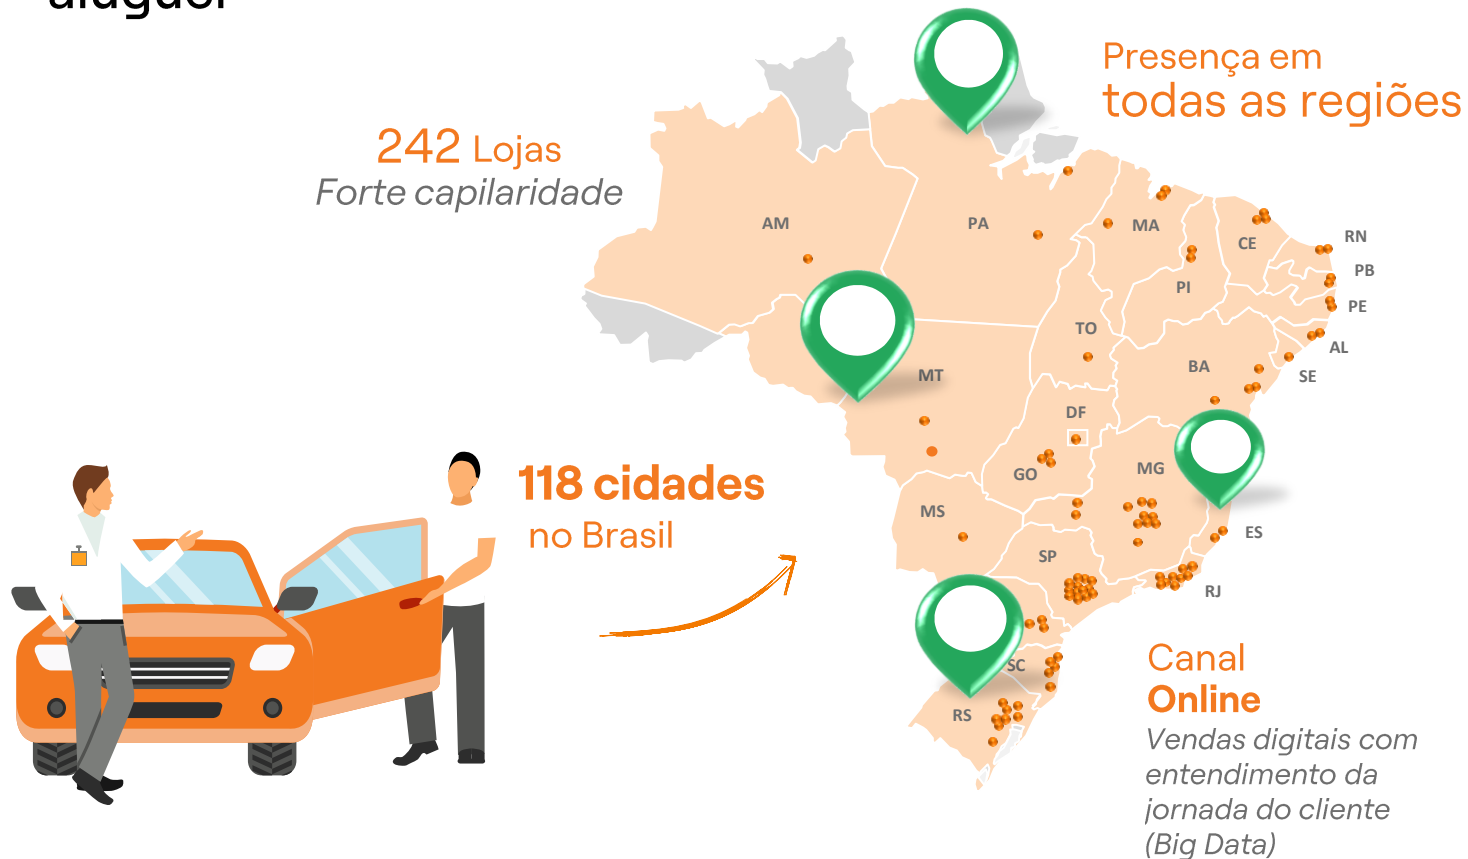 aluguel
242 Lojas
Forte capilaridade
Presença em
todas as regiões
AM
PA
MA
CE
RN
PB
PI
PE
TO
AL
BA
SE
MT
DF
GO
MG
MS
ES
SP
RJ
SC
RS
118 cidades
no Brasil
Canal
Online
Vendas digitais com
entendimento da
jornada do cliente
(Big Data)